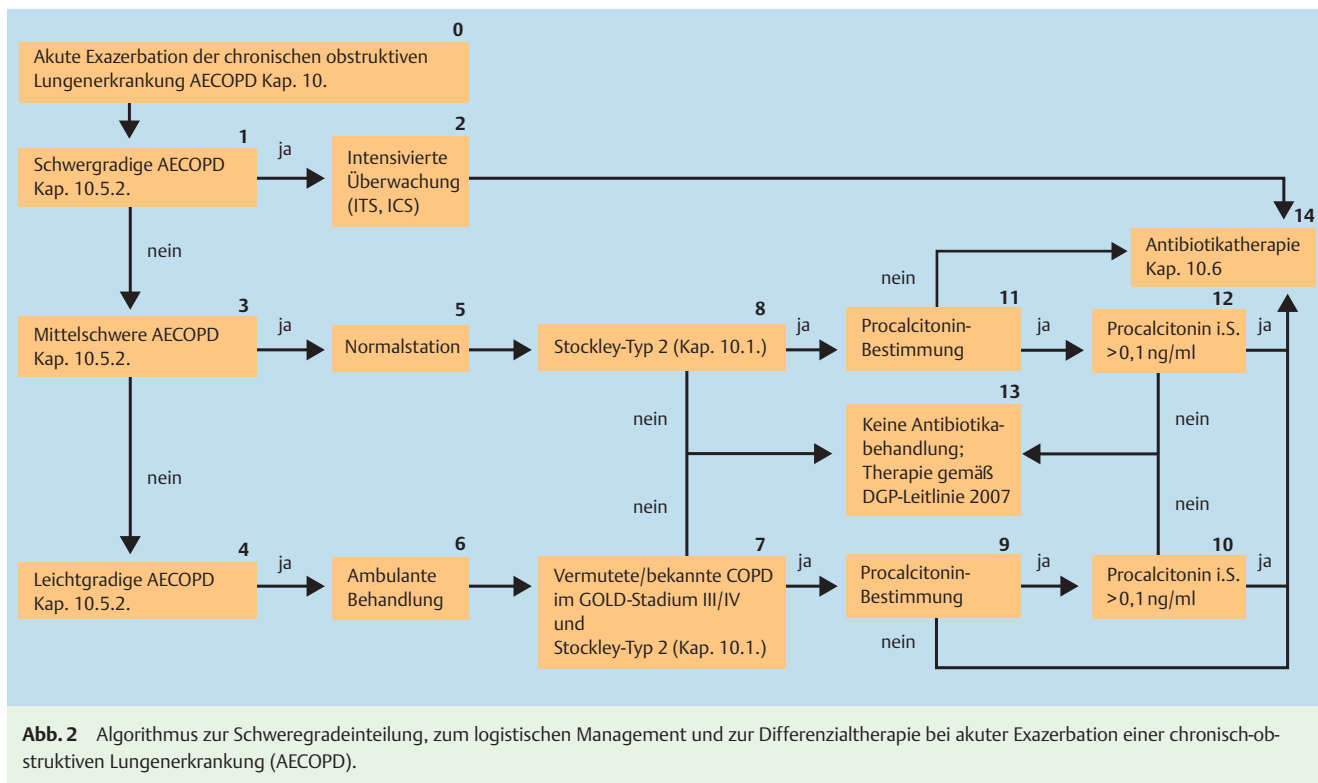 0
Akute Exazerbation der chronischen obstruktiven
Lungenerkrankung AECOPD Kap. 10.
1
Schwergradige AECOPD
Kap. 10.5.2.
ja
2
Intensivierte
Überwachung
(ITS, ICS)
nein
14
Antibiotikatherapie
Kap. 10.6
nein
3
Mittelschwere AECOPD
Kap. 10.5.2.
ja
5
Normalstation
8
Stockley-Typ 2 (Kap. 10.1.)
ja
11
Procalcitonin-
Bestimmung
ja
12
Procalcitonin i.S.
>0,1 ng/ml
ja
nein
nein
13
Keine Antibiotika-
behandlung;
Therapie gemäß
DGP-Leitlinie 2007
nein
nein
nein
4
Leichtgradige AECOPD
Kap. 10.5.2.
ja
6
Ambulante
Behandlung
7
Vermutete/bekannte COPD
im GOLD-Stadium III/IV
und
Stockley-Typ 2 (Kap. 10.1.)
ja
9
Procalcitonin-
Bestimmung
ja
10
Procalcitonin i.S.
>0,1 ng/ml
ja
nein
Abb. 2 Algorithmus zur Schweregradeinteilung, zum logistischen Management und zur Differenzialtherapie bei akuter Exazerbation einer chronisch-ob-
struktiven Lungenerkrankung (AECOPD).